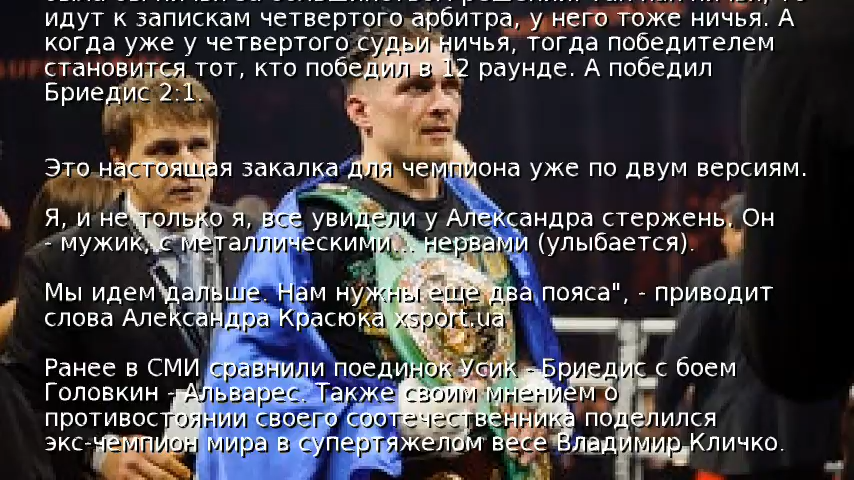 идут к запискам четвертого арбитра, у него тоже ничья. А
когда уже у четвертого судьи ничья, тогда победителем
становится тот, кто победил в 12 раунде. А победил
Бриедис 2:1.
Это настоящая закалка для чемпиона уже по двум версиям.
Я, и не только я, все увидели у Александра стержень. Он
- мужик, с металлическими... нервами (улыбается).
Мы идем дальше. Нам нужны еще два пояса", - приводит
слова Александра Красюка xsport.ua
Ранее в СМИ сравнили поединок Усик - Бриедис с боем
Головкин - Альварес. Также своим мнением о
противостоянии своего соотечественника поделился
экс-чемпион мира в супертяжелом весе Владимир Кличко.